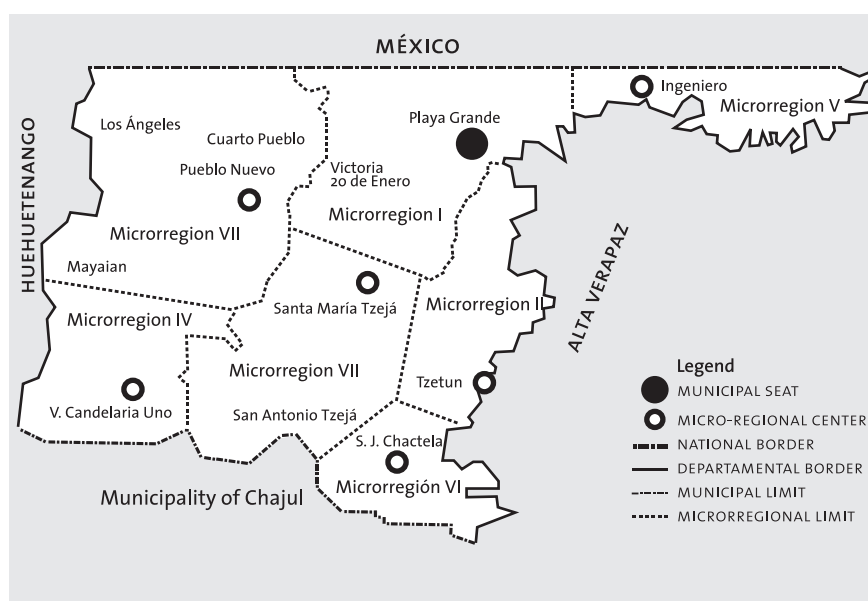 MÉXICO
HUEHUETENANGO
Los Ángeles
Cuarto Pueblo
Pueblo Nuevo
Microrregion VII
Mayaian
Playa Grande
Victoria
20 de Enero
Microrregion I
Ingeniero
Microrregion V
Microrregion IV
V. Candelaria Uno
Santa María Tzejá
Microrregion VII
San Antonio Tzejá
Microrregion II
Tzetun
ALTA VERAPAZ
S. J. Chactela
Microrregión VI
Municipality of Chajul
Legend
MUNICIPAL SEAT
MICRO-REGIONAL CENTER
NATIONAL BORDER
DEPARTAMENTAL BORDER
MUNICIPAL LIMIT
MICRORREGIONAL LIMIT